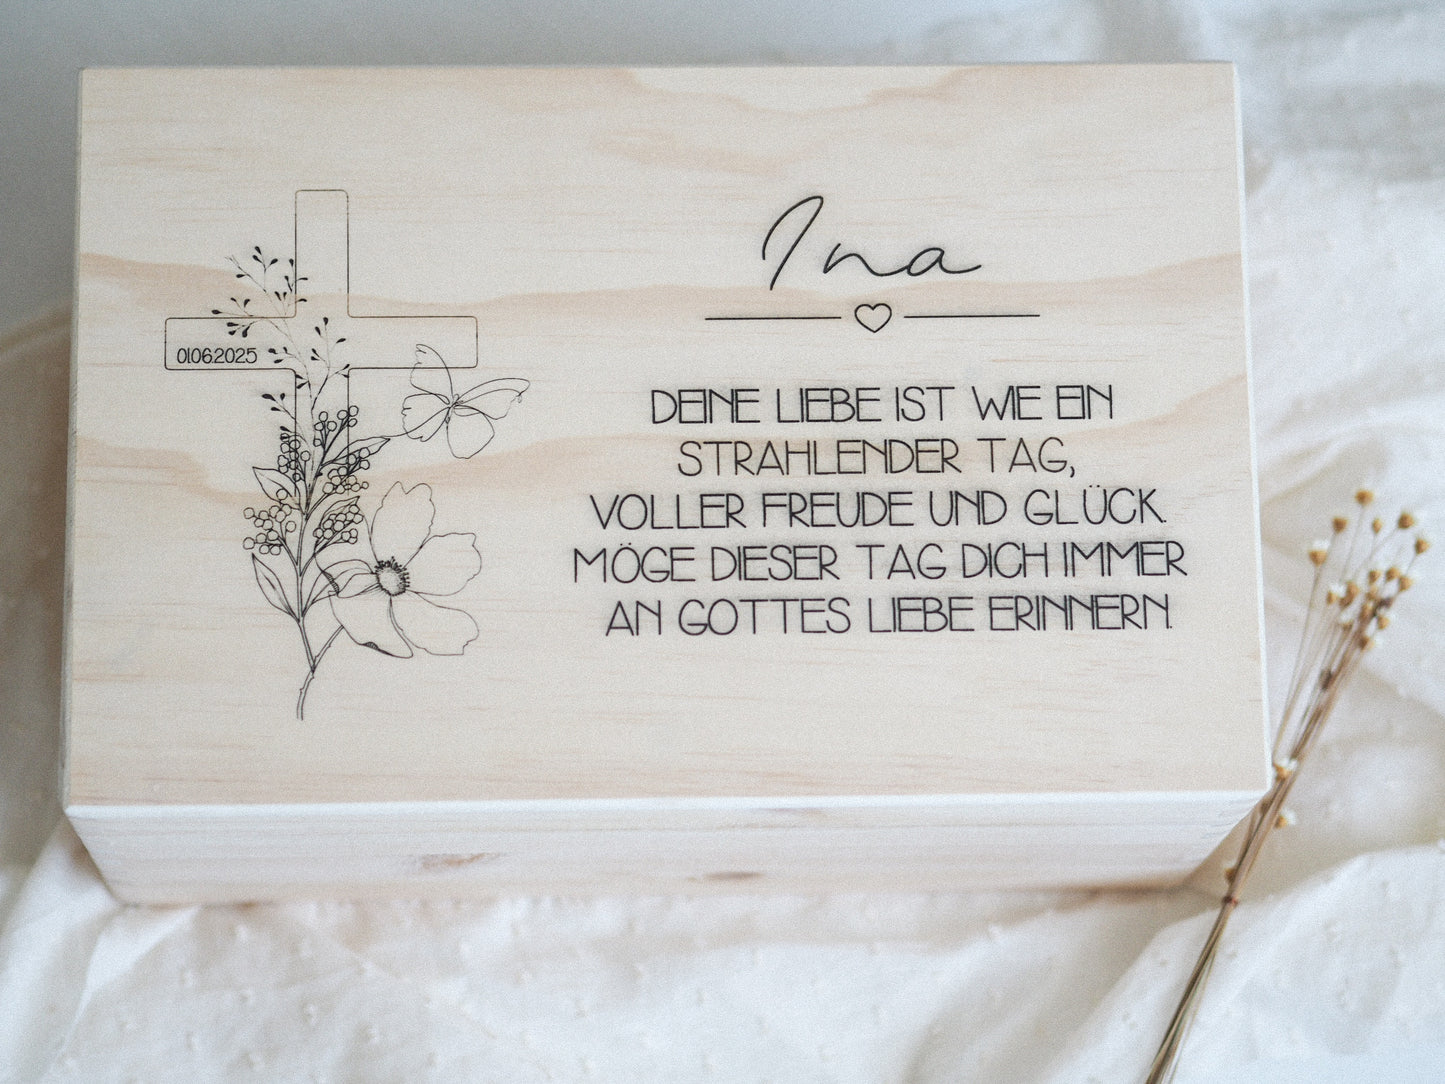 01.06.2025
Ina
DEINE LIEBE IST WIE EIN
STRAHLENDER TAG,
VOLLER FREUDE UND GLÜCK.
MÖGE DIESER TAG DICH IMMER
AN GOTTES LIEBE ERINNERN.